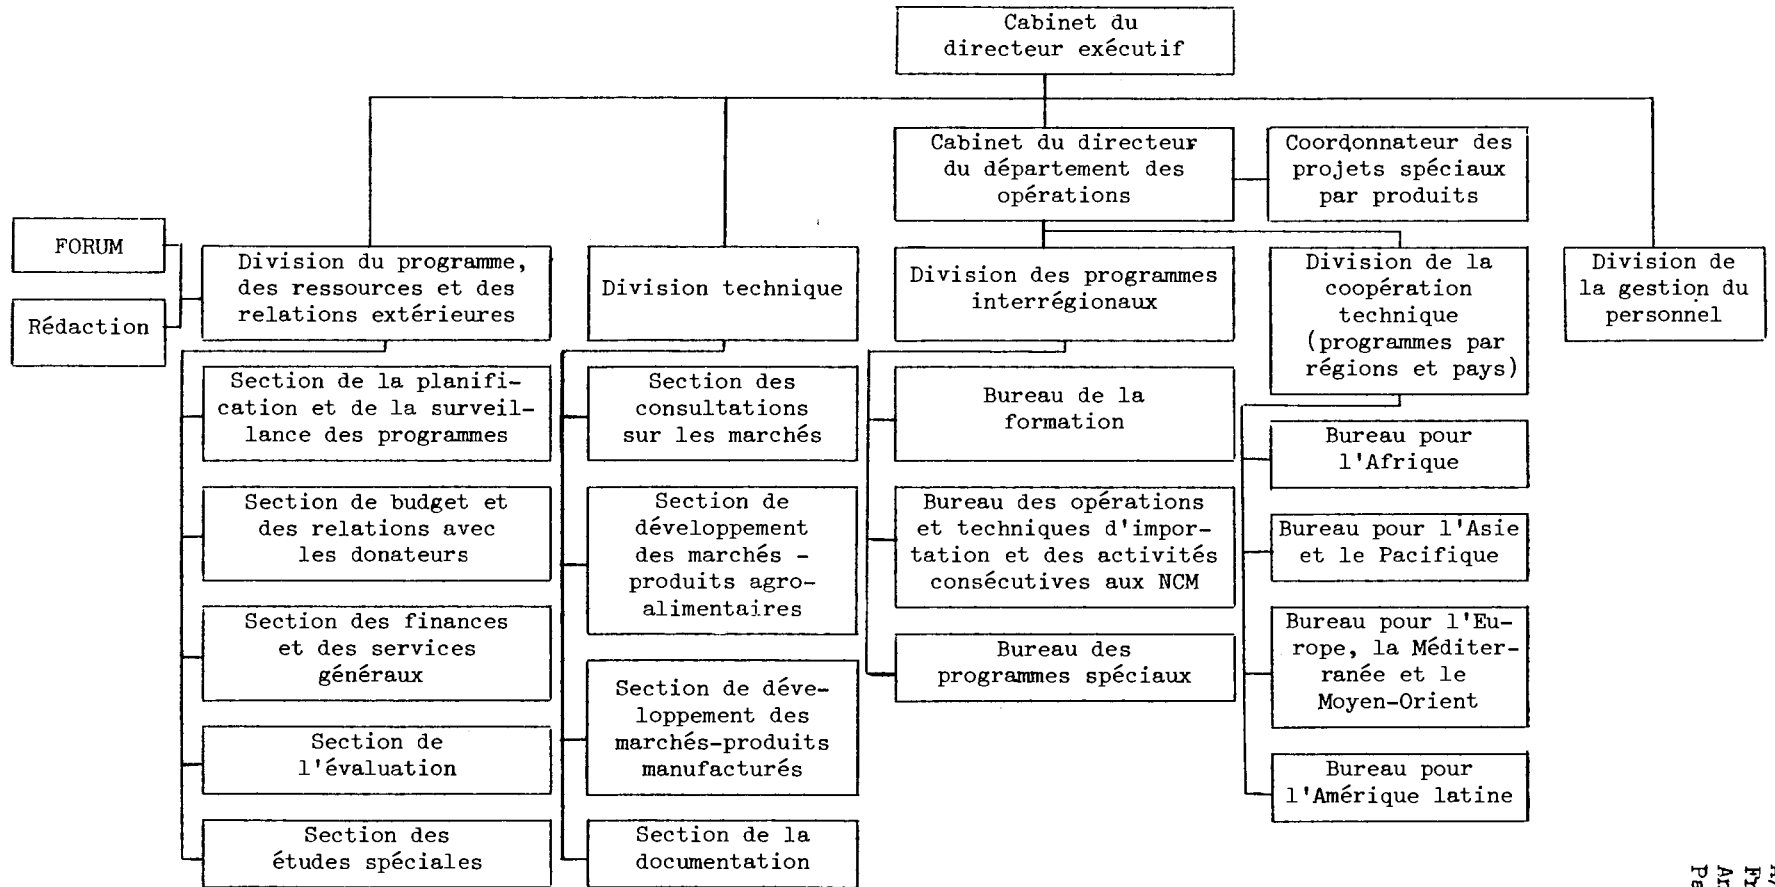 Cabinet du
directeur exécutif
Cabinet du directeur
du département des
opérations
Coordonnateur des
projets spéciaux
par produits
FORUM
Rédaction
Division du programme,
des ressources et des
relations extérieures
Division technique
Division des programmes
interrégionaux
Division de la
coopération
technique
(programmes par
régions et pays)
Division de
la gestion du
personnel
Section de la planifi-
cation et de la surveil-
lance des programmes
Section de budget et
des relations avec
les donateurs
Section des finances
et des services
généraux
Section de
l'évaluation
Section des
études spéciales
Section des
consultations
sur les marchés
Section de
développement
des marchés -
produits agro-
alimentaires
Section de déve-
loppement des
marchés-produits
manufacturés
Section de la
documentation
Bureau de la
formation
Bureau des opérations
et techniques d'impor-
tation et des activités
consécutives aux NCM
Bureau des
programmes spéciaux
Bureau pour
l'Afrique
Bureau pour l'Asie
et le Pacifique
Bureau pour l'Eu-
rope, la Méditer-
ranée et le
Moyen-Orient
Bureau pour
l'Amérique latine